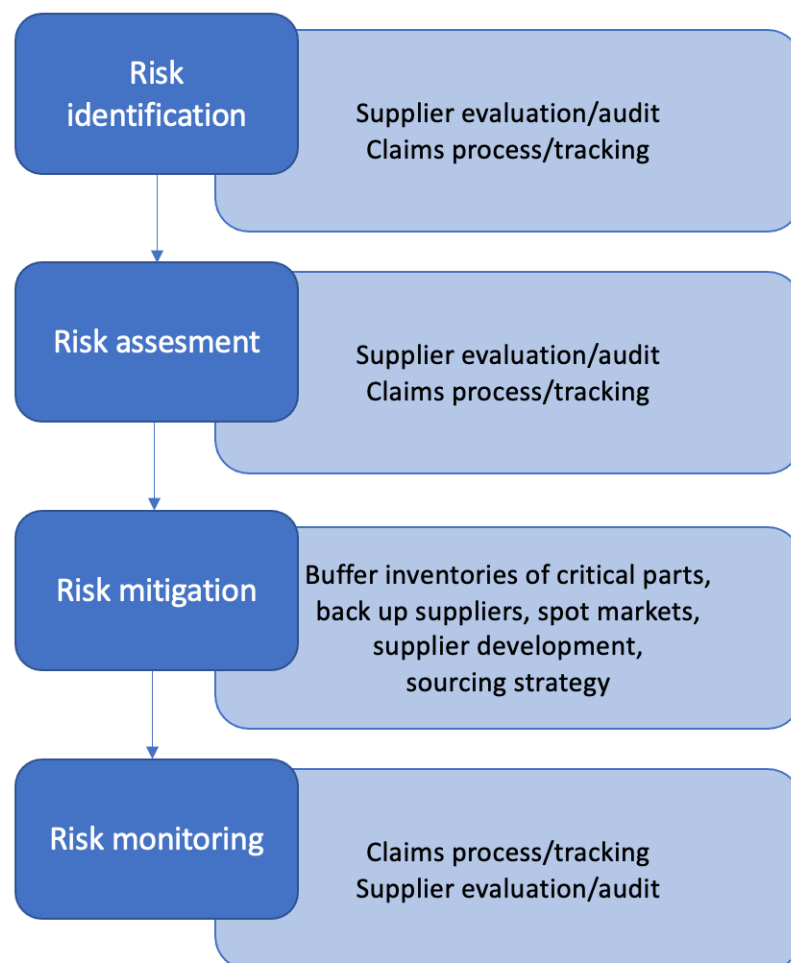 Risk
identification
Supplier evaluation/audit
Claims process/tracking
Risk assesment
Supplier evaluation/audit
Claims process/tracking
Risk mitigation
Buffer inventories of critical parts,
back up suppliers, spot markets,
supplier development,
sourcing strategy
Risk monitoring
Claims process/tracking
Supplier evaluation/audit